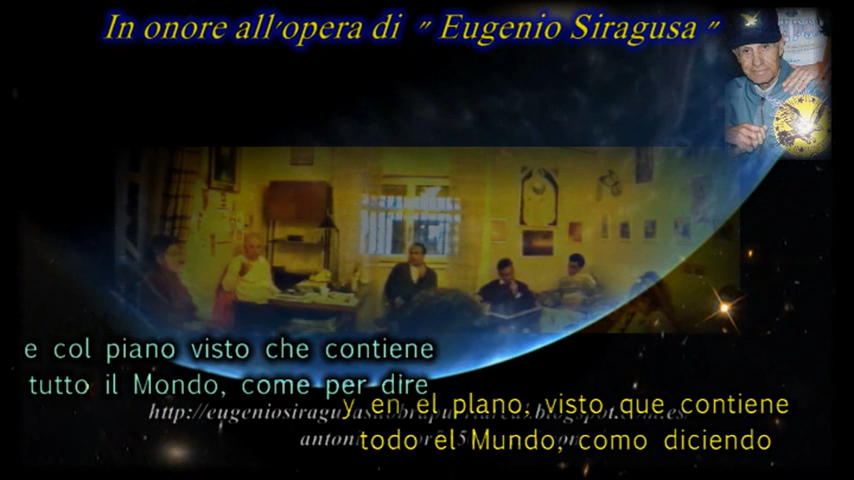 In onore all'opera di " Eugenio Siragusa "
e col piano visto che contiene
tutto il Mondo, come per dire
y en el plano, visto que contiene
todo el Mundo, como diciendo